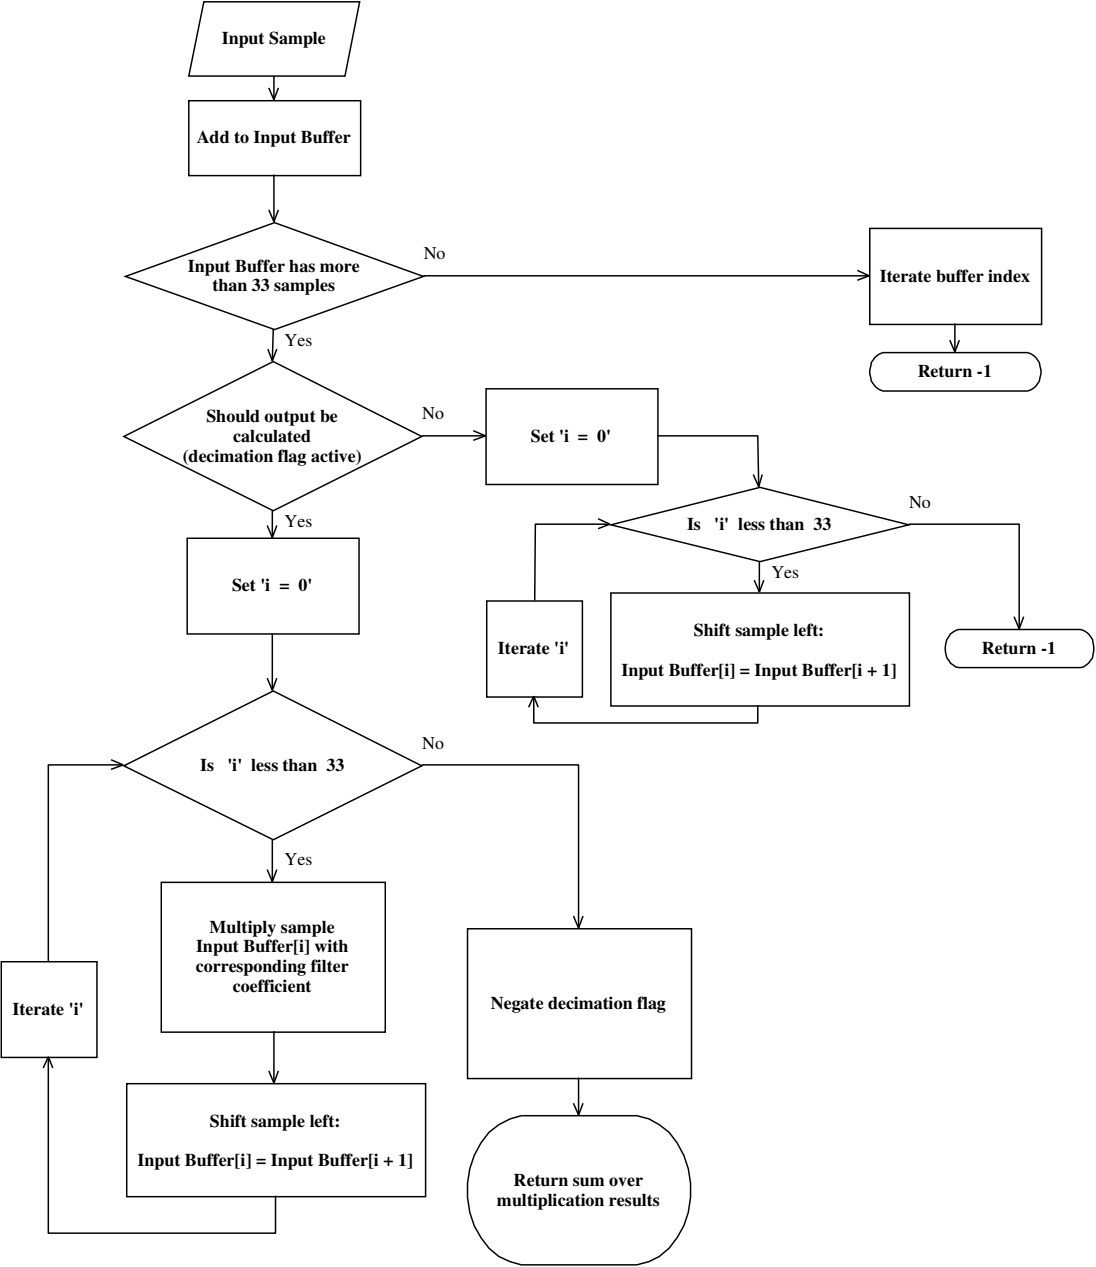 Input Sample
Add to Input Buffer
No
Input Buffer has more
than 33 samples
Iterate buffer index
Yes
Return -1
No
Should output be
calculated
(decimation flag active)
Set 'i = 0'
No
Is 'i' less than 33
Yes
Yes
Set 'i = 0'
Shift sample left:
Iterate 'i'
Input Buffer[i] = Input Buffer[i + 1]
Return -1
No
Is 'i' less than 33
Yes
Multiply sample
Input Buffer[i] with
corresponding filter
coefficient
Iterate 'i'
Negate decimation flag
Shift sample left:
Input Buffer[i] = Input Buffer[i + 1]
Return sum over
multiplication results